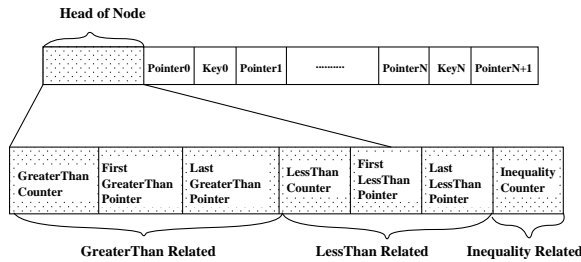 Head of Node
Pointer0 Key0 Pointer1 .......... PointerN KeyN PointerN+1
GreaterThan Counter
First GreaterThan Pointer
Last GreaterThan Pointer
LessThan Counter
First LessThan Pointer
Last LessThan Pointer
Inequality Counter
GreaterThan Related LessThan Related Inequality Related